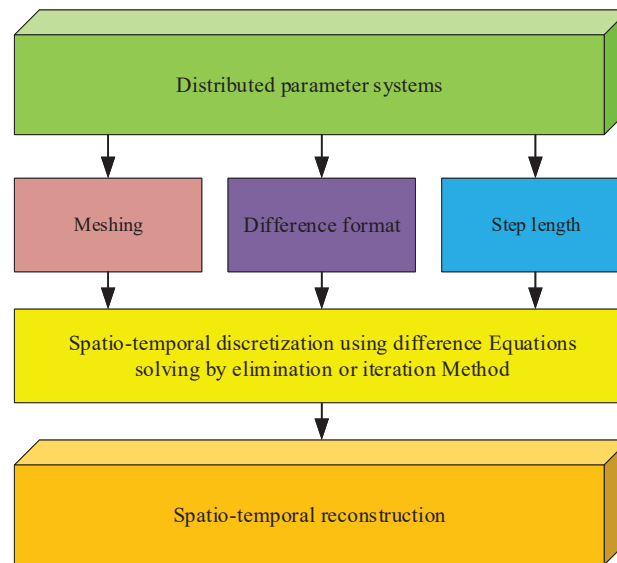 Distributed parameter systems
Meshing
Difference format
Step length
Spatio-temporal discretization using difference Equations
solving by elimination or iteration Method
Spatio-temporal reconstruction